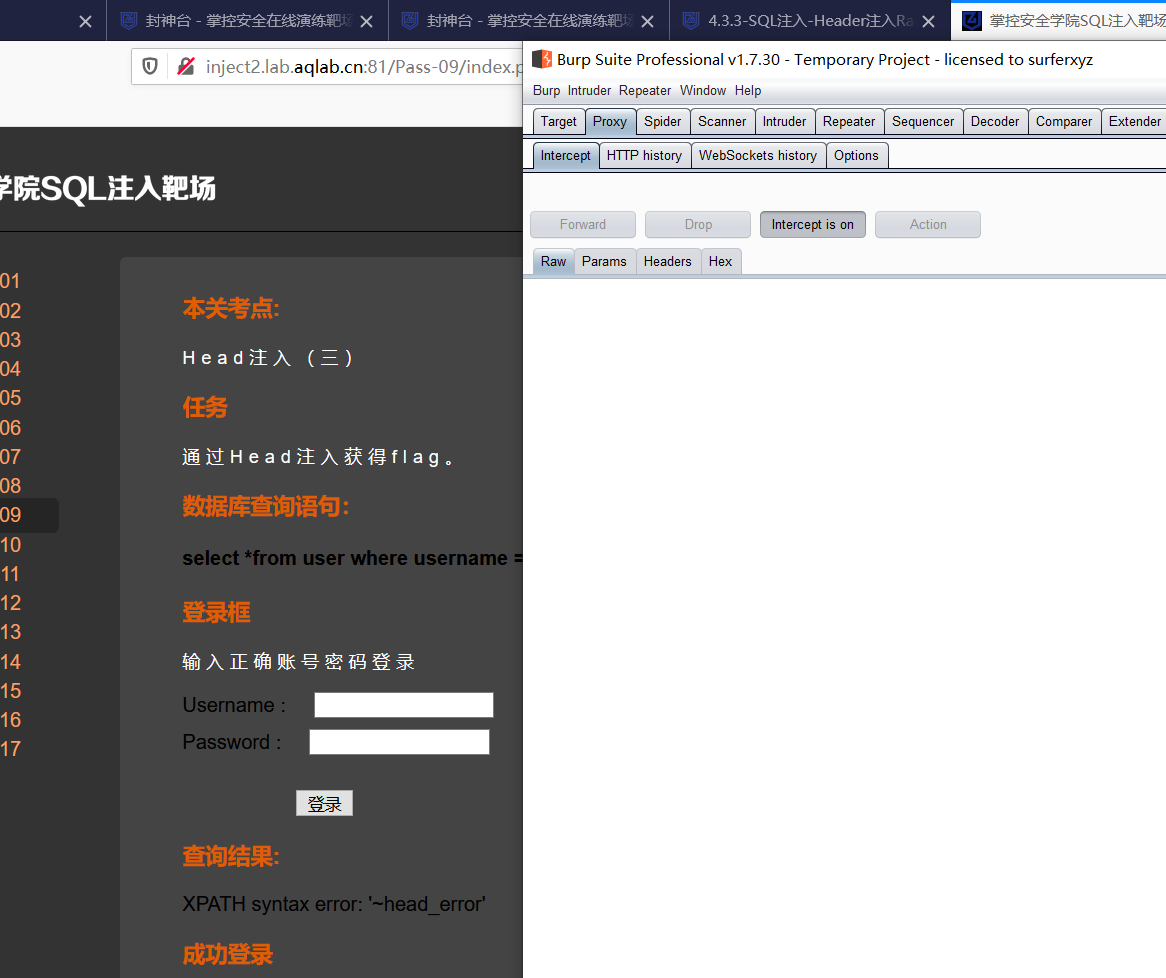 封神台 - 掌控安全在线演练靶场
封神台 - 掌控安全在线演练靶场
4.3.3-SQL注入-Header注入Ra
掌控安全学院SQL注入靶场
inject2.lab.aqlab.cn:81/Pass-09/index.p
Burp Suite Professional v1.7.30 - Temporary Project - licensed to surferxyz
Burp Intruder Repeater Window Help
Target Proxy Spider Scanner Intruder Repeater Sequencer Decoder Comparer Extender
Intercept HTTP history WebSockets history Options
Forward Drop Intercept is on Action
Raw Params Headers Hex
学院SQL注入靶场
01
02
03
04
05
06
07
08
09
10
11
12
13
14
15
16
17
本关考点:
Head注入（三）
任务
通过Head注入获得flag。
数据库查询语句:
select *from user where username =
登录框
输入正确账号密码登录
Username :
Password :
登录
查询结果:
XPATH syntax error: '~head_error'
成功登录